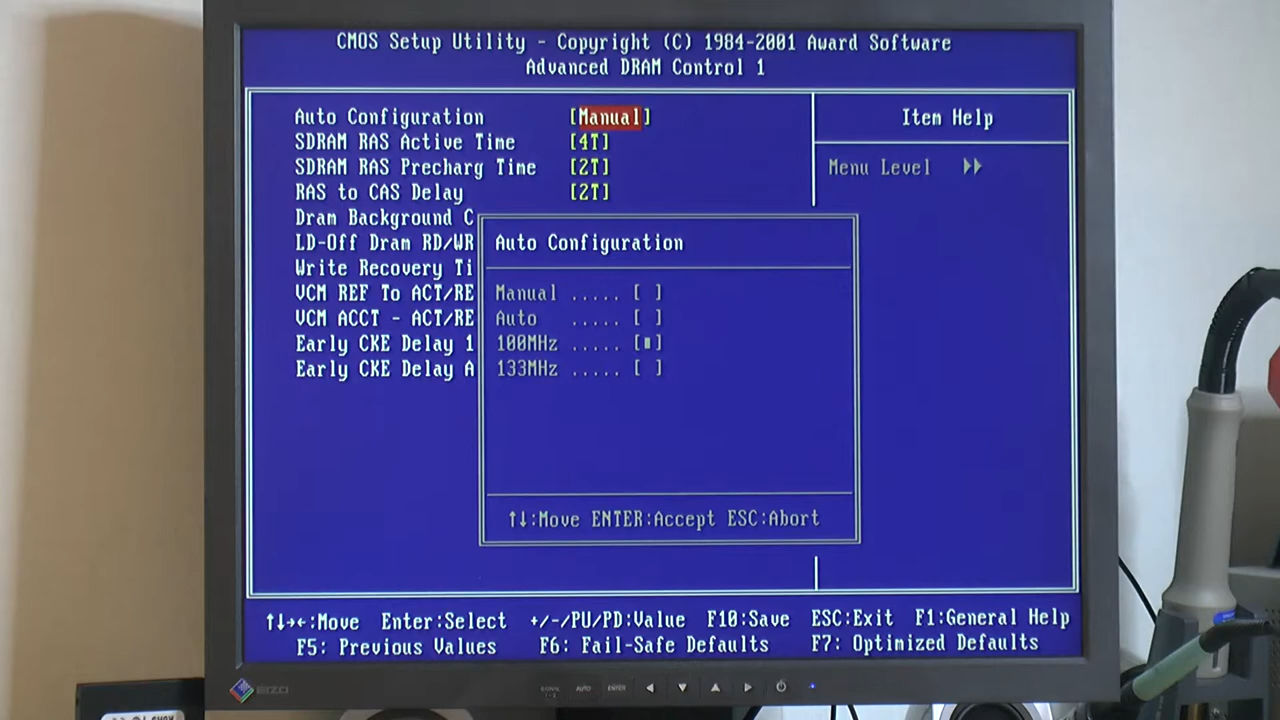 CMOS Setup Utility - Copyright (C) 1984-2001 Award Software
Advanced DRAM Control 1
Auto Configuration [Manual]
SDRAM RAS Active Time [4T]
SDRAM RAS Precharg Time [2T]
RAS to CAS Delay [2T]
Dram Background C
LD-Off Dram RD/WR
Write Recovery Ti
VCM REF To ACT/RE
VCM ACCT - ACT/RE
Early CKE Delay 1
Early CKE Delay A
Item Help
Menu Level ▶▶
Auto Configuration
Manual ..... [ ]
Auto ..... [ ]
100MHz ..... [■]
133MHz ..... [ ]
↑↓:Move ENTER:Accept ESC:Abort
↑↓→←:Move Enter:Select +/-/PU/PD:Value F10:Save ESC:Exit F1:General Help
F5: Previous Values F6: Fail-Safe Defaults F7: Optimized Defaults
EIZO
SIGNAL AUTO ENTER